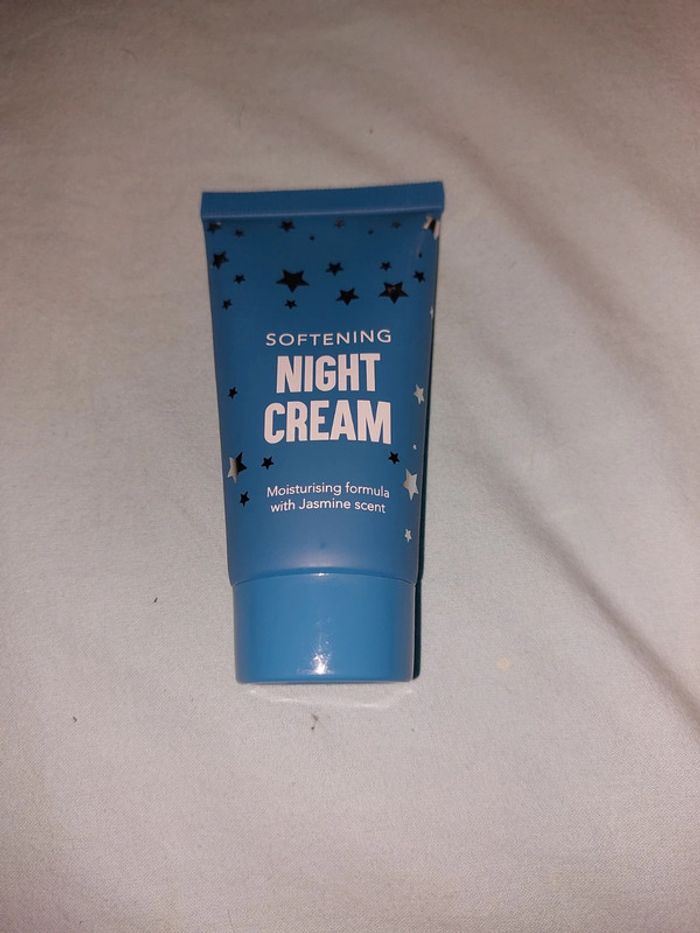 SOFTENING
NIGHT
CREAM
Moisturising formula
with Jasmine scent